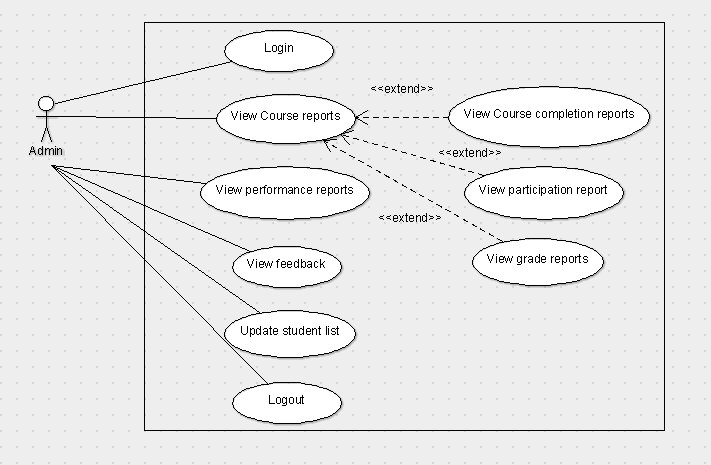 Login
<<extend>>
View Course reports
View Course completion reports
Admin
<<extend>>
View performance reports
View participation report
<<extend>>
View feedback
View grade reports
Update student list
Logout